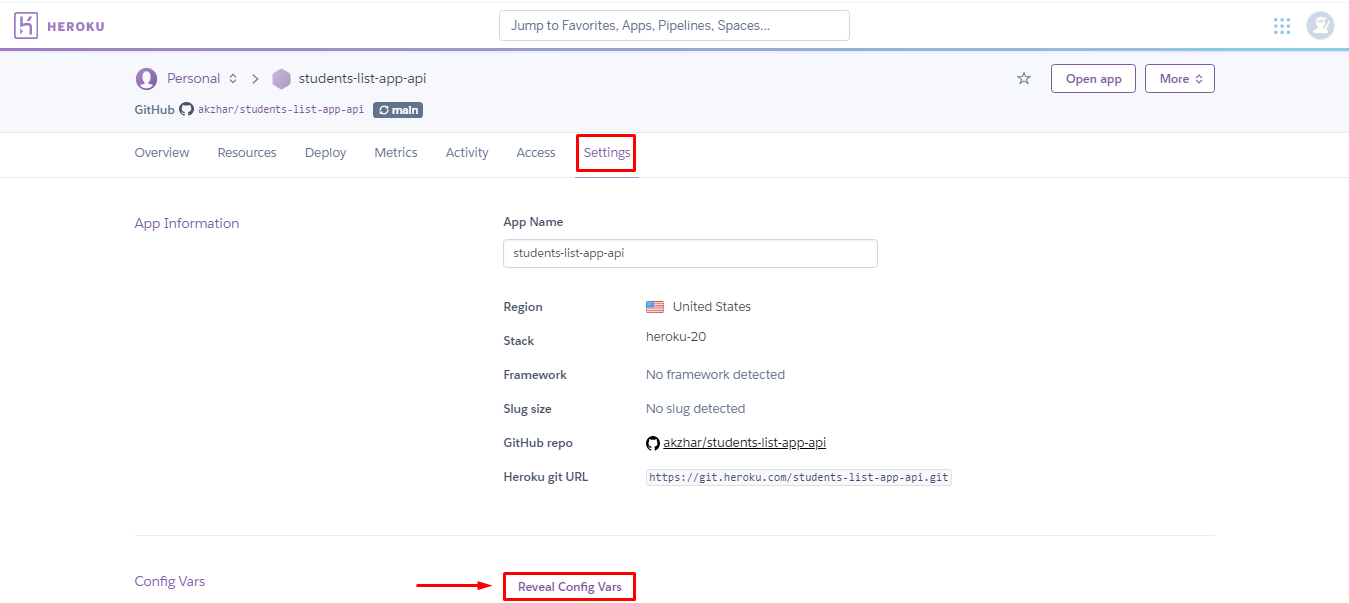 HEROKU
Jump to Favorites, Apps, Pipelines, Spaces...
Personal > students-list-app-api
Open app
More
GitHub akzhar/students-list-app-api main
Overview Resources Deploy Metrics Activity Access Settings
App Information
App Name
students-list-app-api
Region United States
Stack heroku-20
Framework No framework detected
Slug size No slug detected
GitHub repo akzhar/students-list-app-api
Heroku git URL https://git.heroku.com/students-list-app-api.git
Config Vars Reveal Config Vars